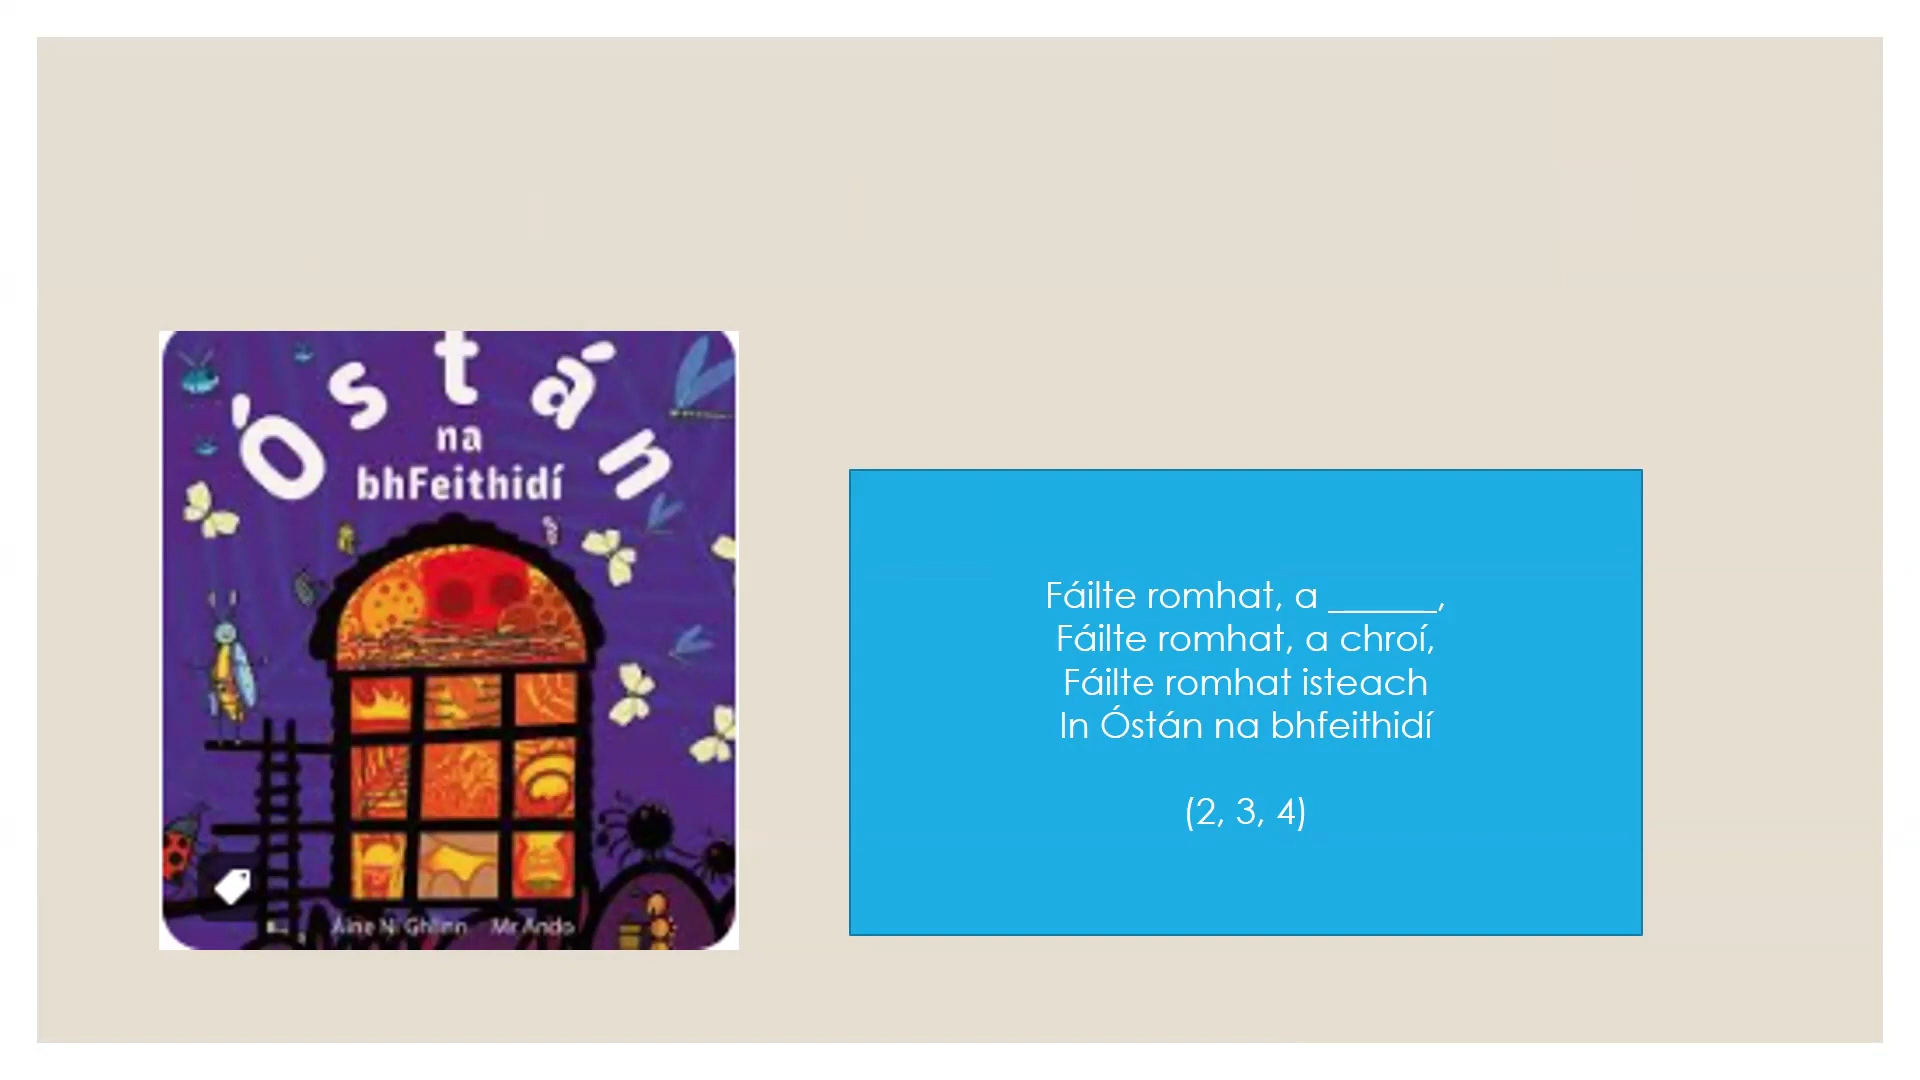 Óstán
na
bhFeithidí
Áine Ní Ghlinn Mr Ando
Fáilte romhat, a ______,
Fáilte romhat, a chroí,
Fáilte romhat isteach
In Óstán na bhfeithidí
(2, 3, 4)